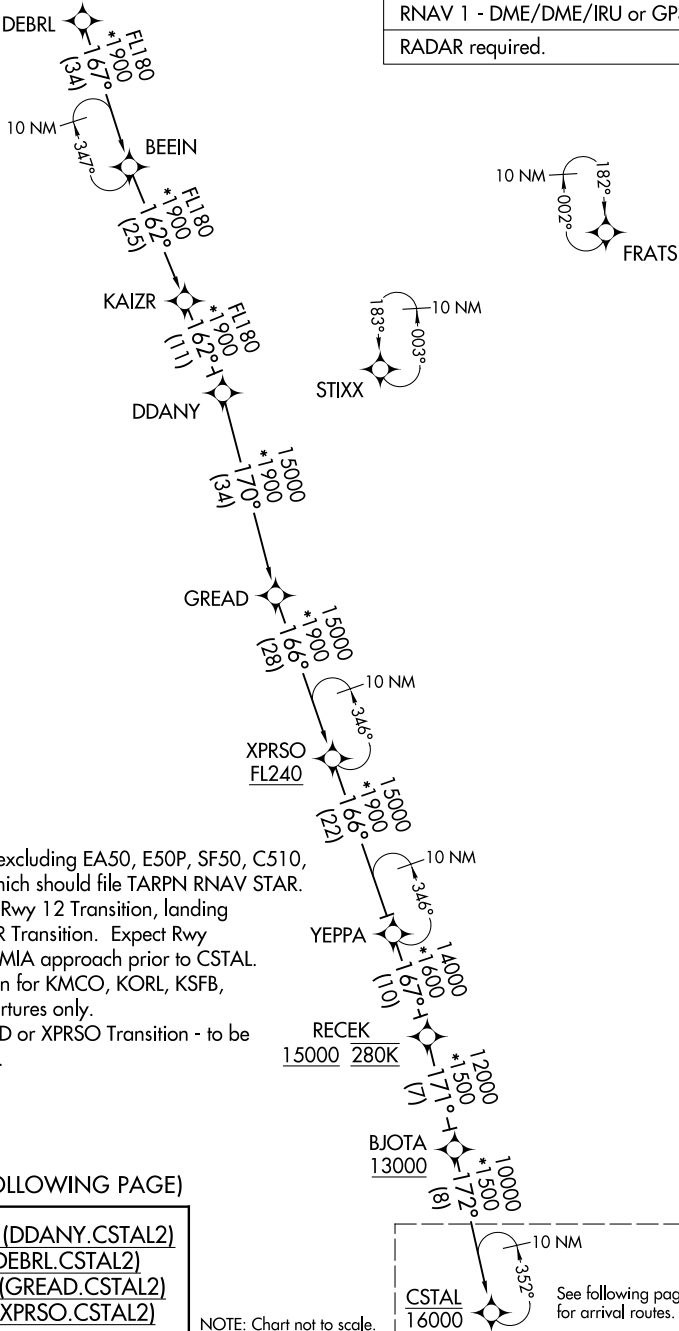 RNAV 1 - DME/DME/IRU or GPS
RADAR required.
DEBRL
FL180
*1900
167°
(34)
10 NM
347°
BEEIN
FL180
*1900
162°
(25)
10 NM
182°
002°
FRATS
KAIZR
FL180
*1900
162°
(11)
10 NM
183°
003°
STIXX
DDANY
15000
*1900
170°
(34)
GREAD
15000
*1900
166°
(28)
10 NM
346°
XPRSO
FL240
15000
*1900
166°
(22)
10 NM
346°
excluding EA50, E50P, SF50, C510,
which should file TARPN RNAV STAR.
Rwy 12 Transition, landing
R Transition. Expect Rwy
MIA approach prior to CSTAL.
n for KMCO, KORL, KSFB,
rtures only.
D or XPRSO Transition - to be
YEPPA
14000
*1600
167°
(10)
RECEK
15000 280K
12000
*1500
171°
(7)
BJOTA
13000
10000
*1500
172°
(8)
OLLOWING PAGE)
(DDANY.CSTAL2)
DEBRL.CSTAL2)
(GREAD.CSTAL2)
XPRSO.CSTAL2)
10 NM
352°
CSTAL
16000
See following pag
for arrival routes.
NOTE: Chart not to scale.